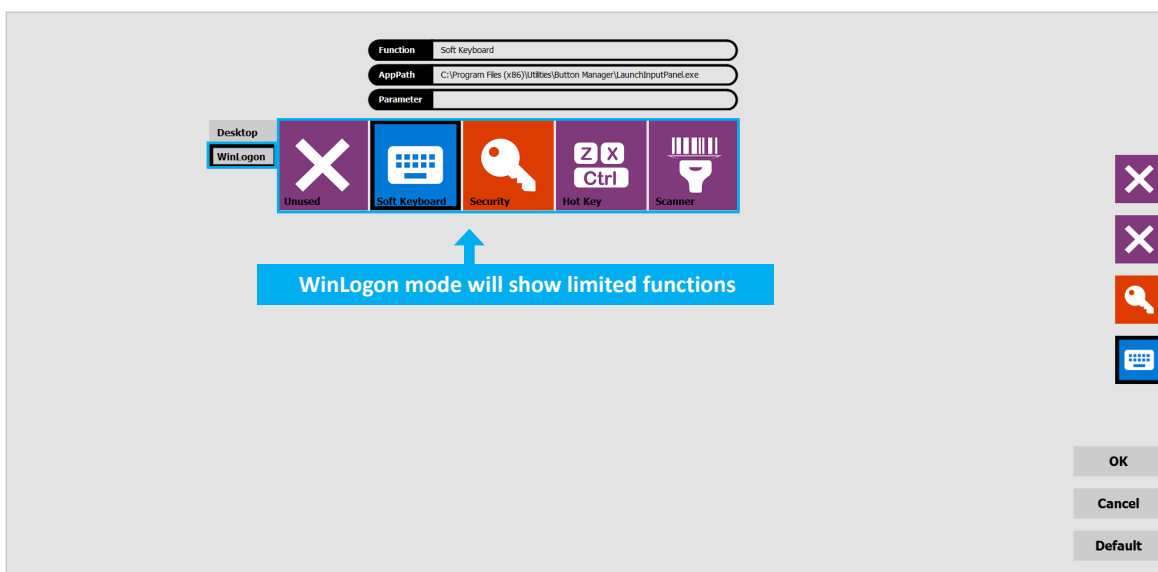 Function Soft Keyboard
AppPath C:\Program Files (x86)\Utilities\Button Manager\LaunchInputPanel.exe
Parameter
Desktop
WinLogon
Z X
Ctrl
Unused Soft Keyboard Security Hot Key Scanner
WinLogon mode will show limited functions
OK
Cancel
Default